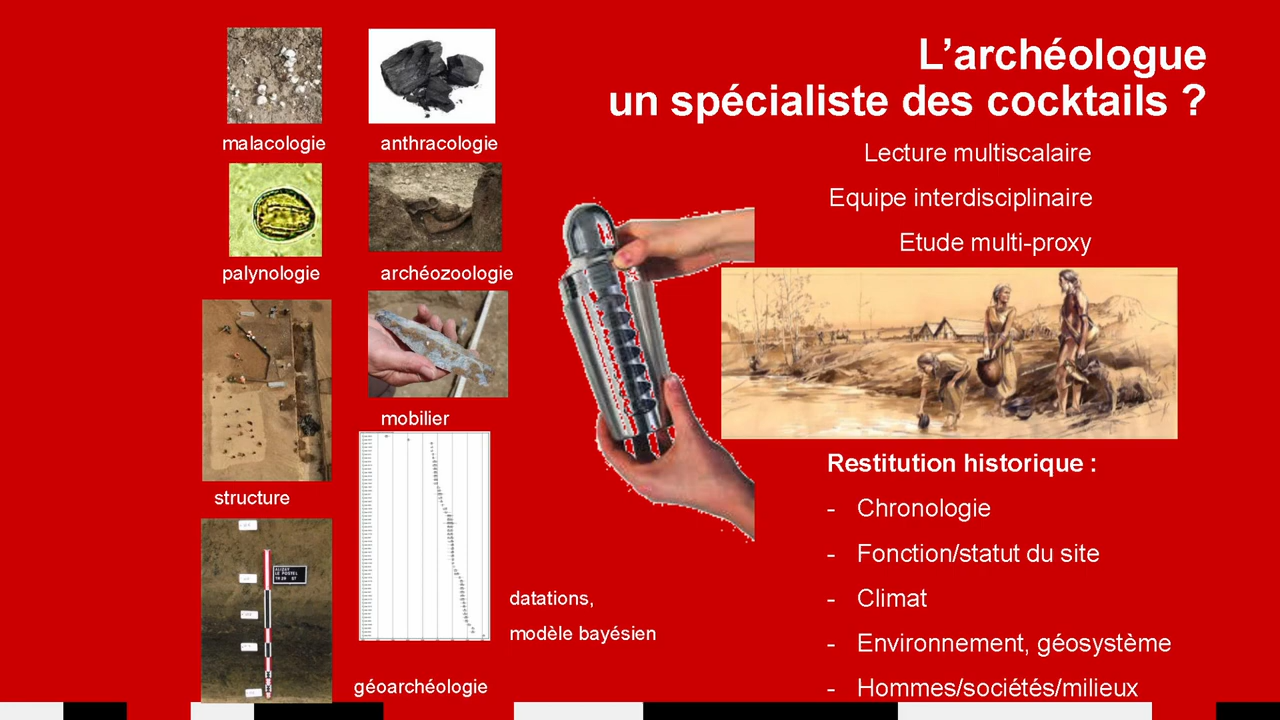 L’archéologue
un spécialiste des cocktails ?
malacologie
anthracologie
Lecture multiscalaire
Equipe interdisciplinaire
Etude multi-proxy
palynologie
archéozoologie
mobilier
structure
Restitution historique :
- Chronologie
- Fonction/statut du site
- Climat
- Environnement, géosystème
- Hommes/sociétés/milieux
datations,
modèle bayésien
géoarchéologie